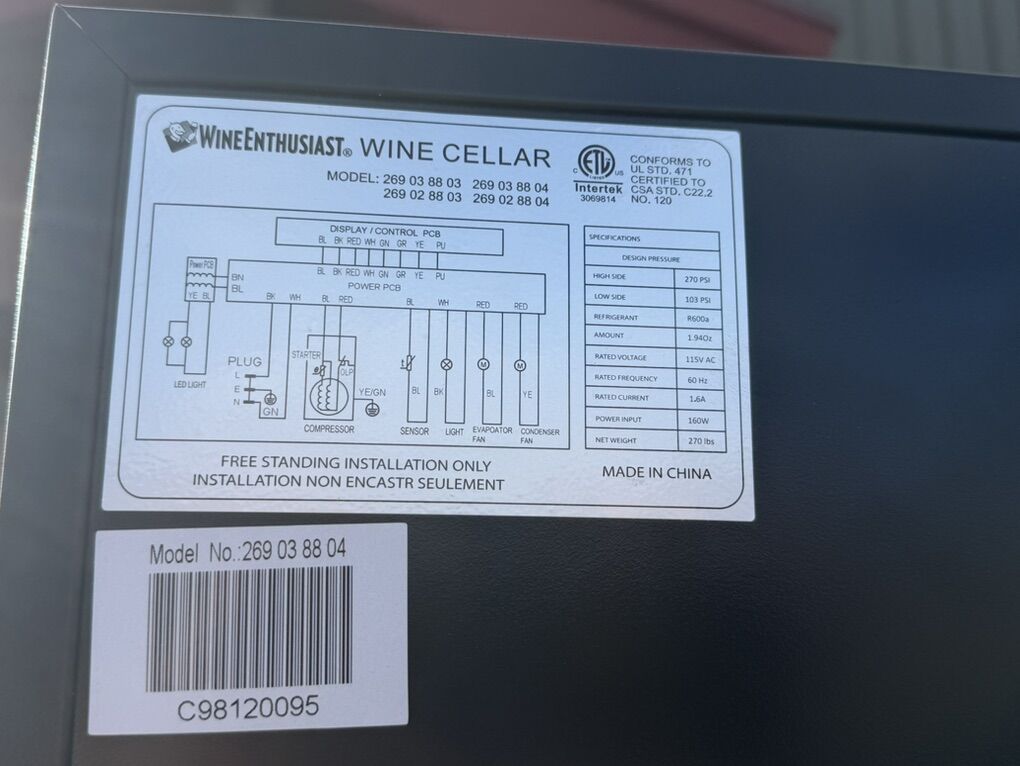 WINEENTHUSIAST® WINE CELLAR
MODEL: 269 03 88 03 269 03 88 04
269 02 88 03 269 02 88 04
C ETL US
LISTED
Intertek
3069814
CONFORMS TO
UL STD. 471
CERTIFIED TO
CSA STD. C22.2
NO. 120
DISPLAY / CONTROL PCB
BL BK RED WH GN GR YE PU
BL BK RED WH GN GR YE PU
POWER PCB
Power PCB
YE BL
BN
BL
BK WH BL RED BL WH RED RED
LED LIGHT
PLUG
L
E
N
GN
STARTER
θ
OLP
COMPRESSOR
YE/GN
t
BL
SENSOR
BK
LIGHT
M
BL
EVAPOATOR
FAN
M
YE
CONDENSER
FAN
SPECIFICATIONS
DESIGN PRESSURE
HIGH SIDE 270 PSI
LOW SIDE 103 PSI
REFRIGERANT R600a
AMOUNT 1.94Oz
RATED VOLTAGE 115V AC
RATED FREQUENCY 60 Hz
RATED CURRENT 1.6A
POWER INPUT 160W
NET WEIGHT 270 lbs
FREE STANDING INSTALLATION ONLY
INSTALLATION NON ENCASTR SEULEMENT
MADE IN CHINA
Model No.:269 03 88 04
C98120095